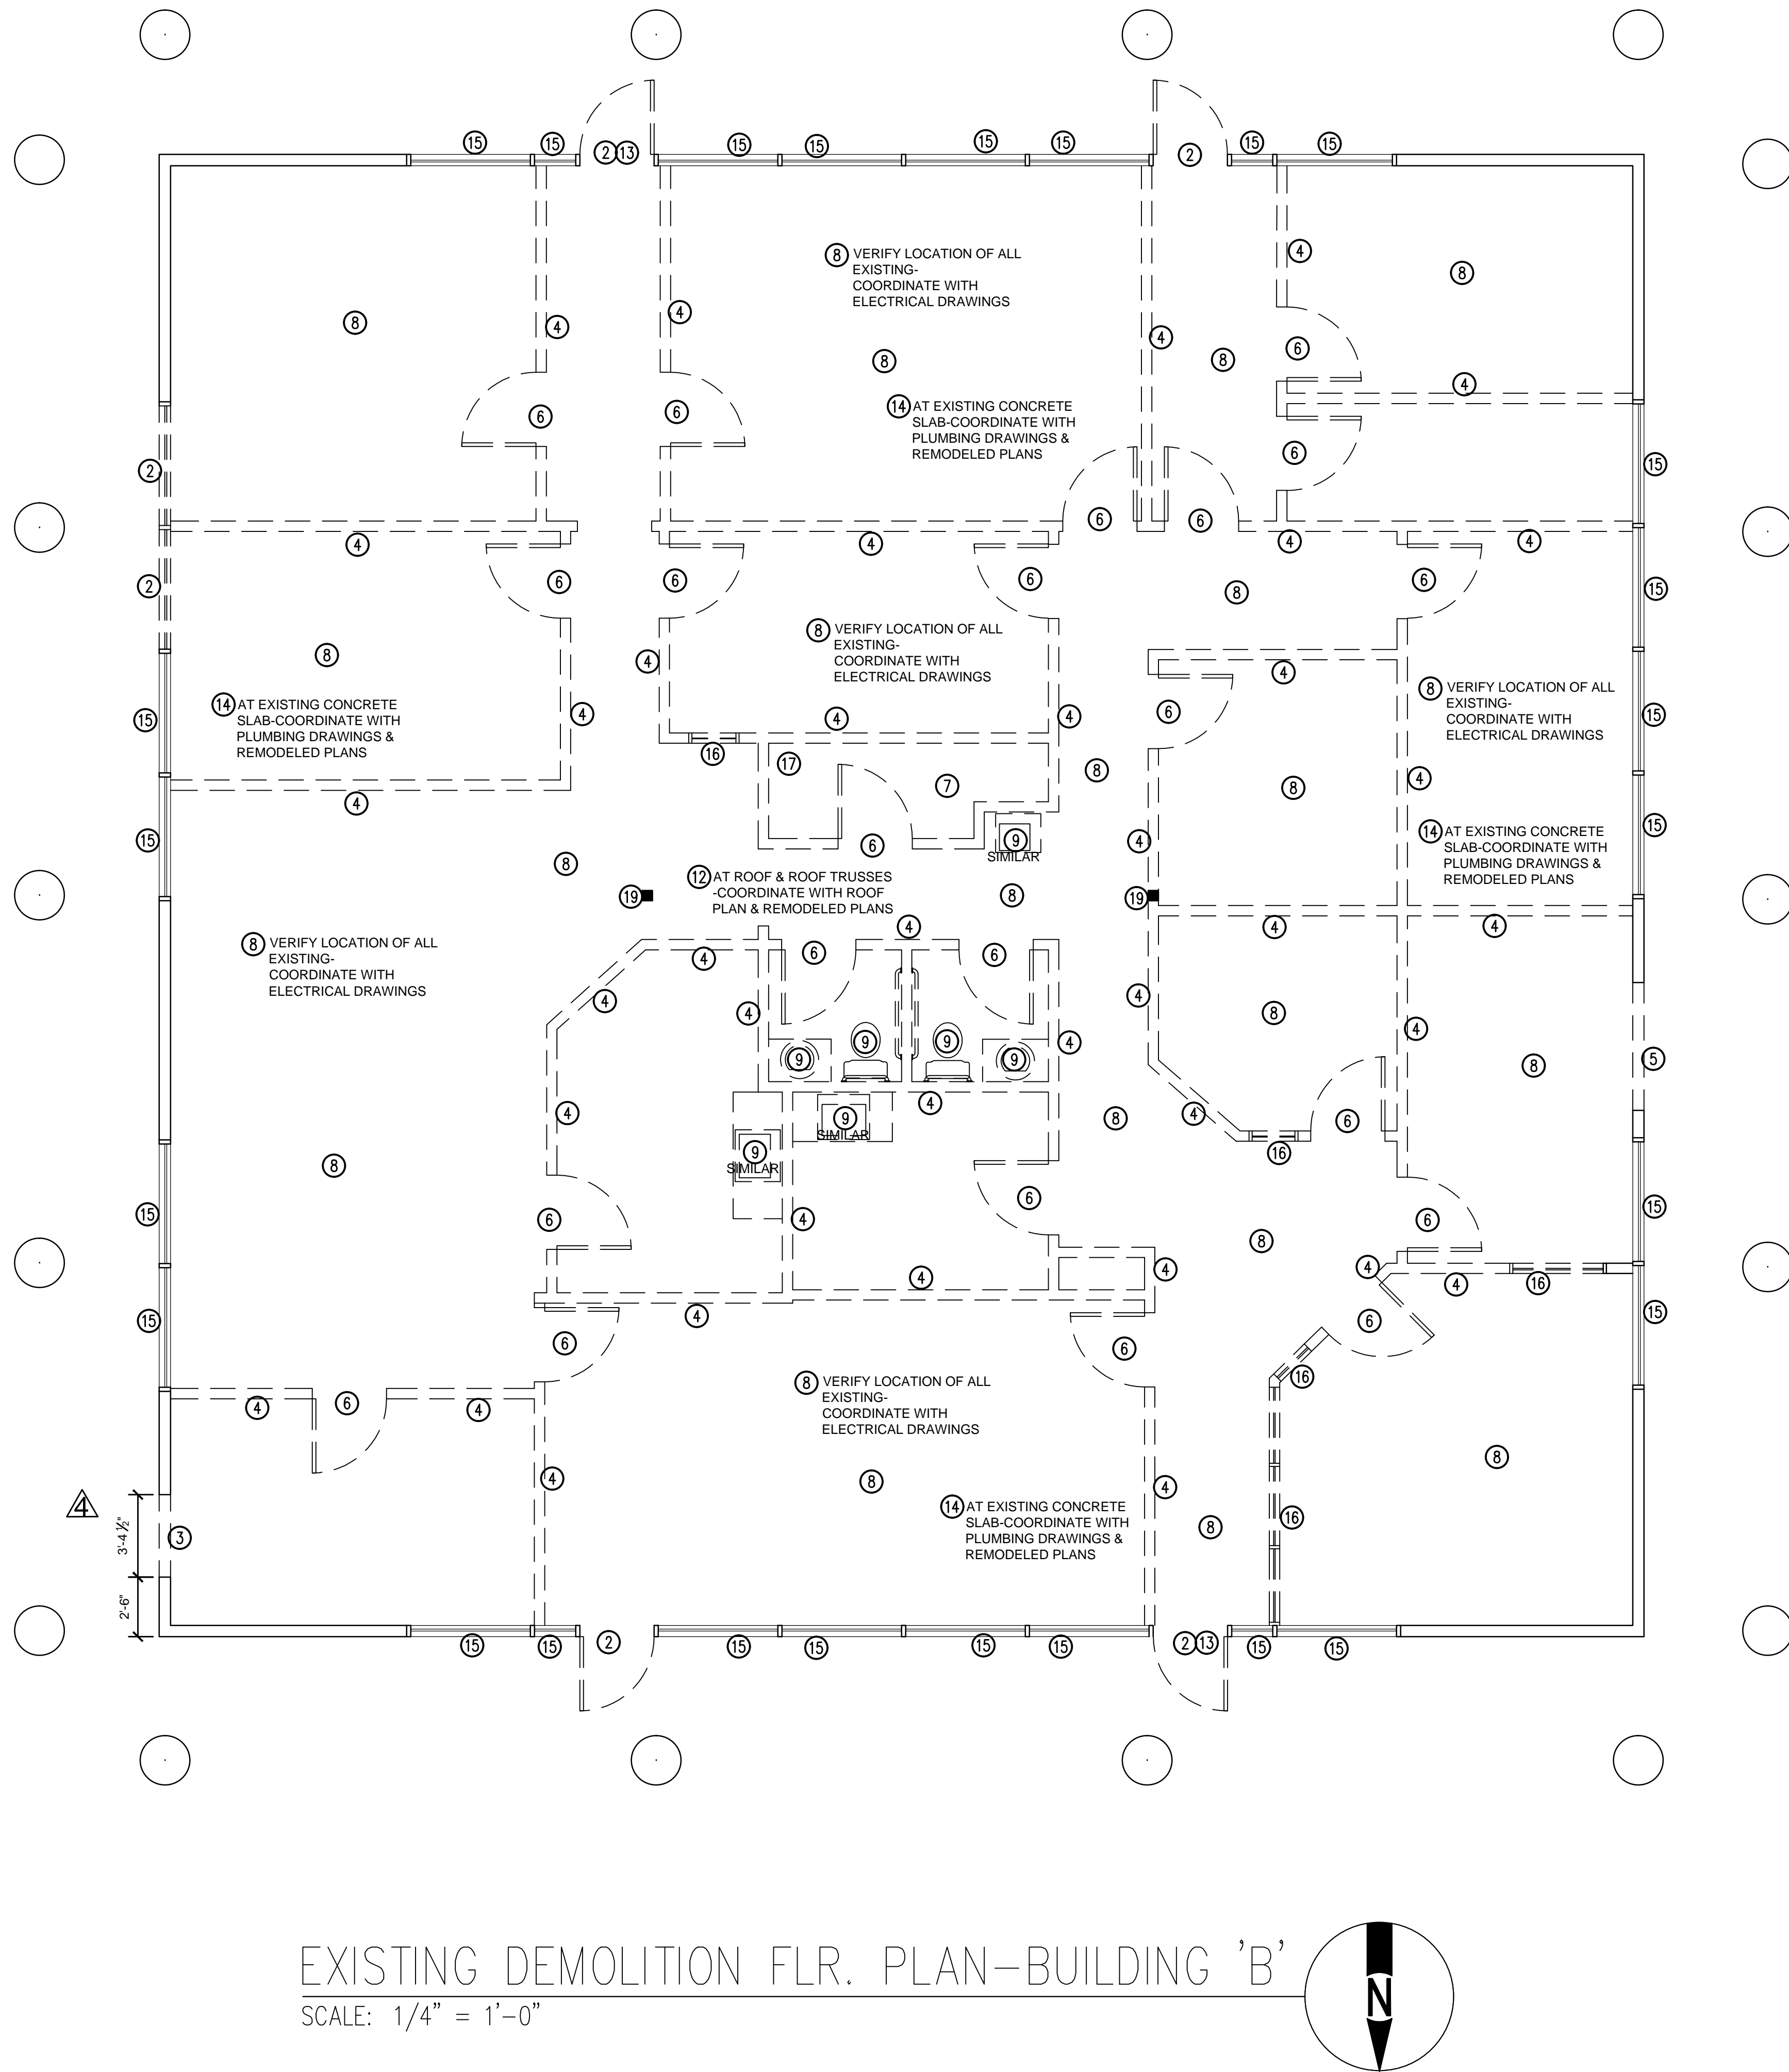 15 15 2 13 15 15 15 15 2 15 15
8 VERIFY LOCATION OF ALL
EXISTING-
COORDINATE WITH
ELECTRICAL DRAWINGS
4 8
8 4 4 4 8 8 6
14 AT EXISTING CONCRETE
SLAB-COORDINATE WITH
PLUMBING DRAWINGS &
REMODELED PLANS
4
6 6 6
2 15
6 6
4 4 4 4
2 6 6 6 8 6 15
8 VERIFY LOCATION OF ALL
EXISTING-
COORDINATE WITH
ELECTRICAL DRAWINGS
8 4 4
14 AT EXISTING CONCRETE
SLAB-COORDINATE WITH
PLUMBING DRAWINGS &
REMODELED PLANS
8 VERIFY LOCATION OF ALL
EXISTING-
COORDINATE WITH
ELECTRICAL DRAWINGS
15 4 4 4 6 15
16 17 7 8 8 4
4
14 AT EXISTING CONCRETE
SLAB-COORDINATE WITH
PLUMBING DRAWINGS &
REMODELED PLANS
15 6 9 4 15
SIMILAR
8
12 AT ROOF & ROOF TRUSSES
-COORDINATE WITH ROOF
PLAN & REMODELED PLANS
19 8 19
4 4 4
8 VERIFY LOCATION OF ALL
EXISTING-
COORDINATE WITH
ELECTRICAL DRAWINGS
4 6 6
4 4 4 8 4
9 9 9 9 4 8 5
4 9 4 8 4 6
SIMILAR
8 9 16
SIMILAR
15 6 4 6 8 6 15
4 4 4 4 16
15 4 6 15
6 6
8 VERIFY LOCATION OF ALL
EXISTING-
COORDINATE WITH
ELECTRICAL DRAWINGS
16
4 6 4
4 8 4 8
4
14 AT EXISTING CONCRETE
SLAB-COORDINATE WITH
PLUMBING DRAWINGS &
REMODELED PLANS
3'-4½" 3 8 16
2'-6"
15 15 2 15 15 15 15 2 13 15 15
EXISTING DEMOLITION FLR. PLAN-BUILDING 'B'
SCALE: 1/4" = 1'-0"
N